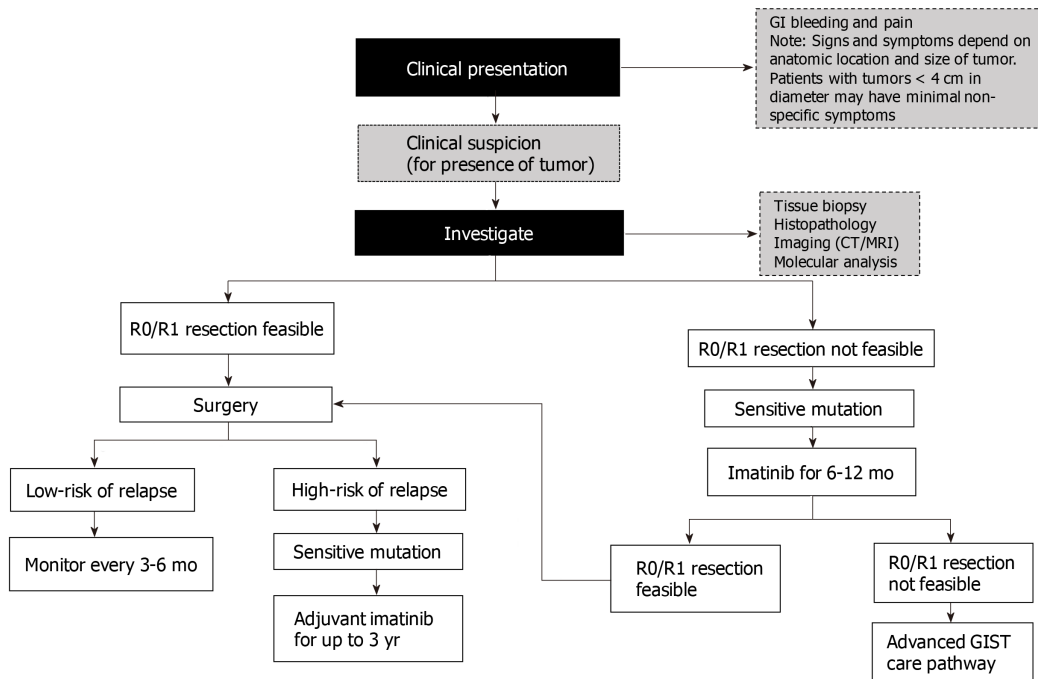 GI bleeding and pain
Note: Signs and symptoms depend on
anatomic location and size of tumor.
Patients with tumors < 4 cm in
diameter may have minimal non-
specific symptoms
Clinical presentation
Clinical suspicion
(for presence of tumor)
Investigate
Tissue biopsy
Histopathology
Imaging (CT/MRI)
Molecular analysis
R0/R1 resection feasible
R0/R1 resection not feasible
Surgery
Sensitive mutation
Low-risk of relapse
High-risk of relapse
Imatinib for 6-12 mo
Monitor every 3-6 mo
Sensitive mutation
R0/R1 resection
feasible
R0/R1 resection
not feasible
Adjuvant imatinib
for up to 3 yr
Advanced GIST
care pathway